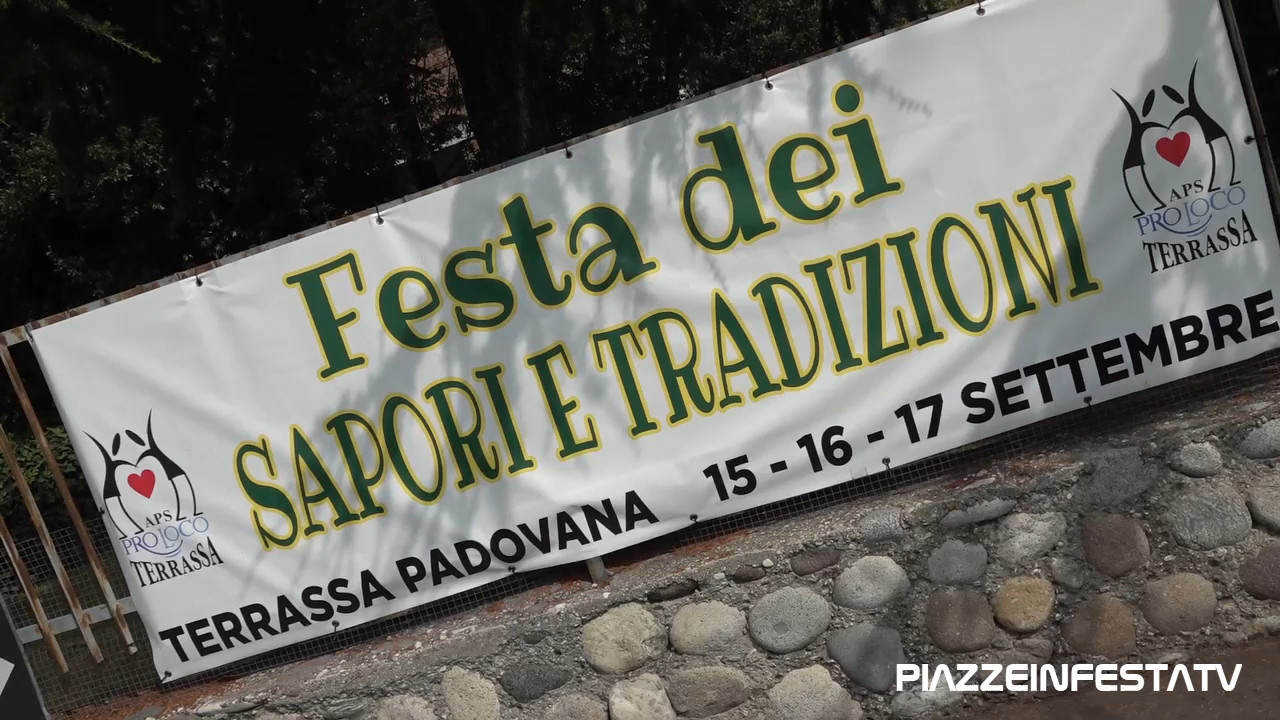 Festa dei
SAPORI E TRADIZIONI
TERRASSA PADOVANA 15 - 16 - 17 SETTEMBRE
APS
PRO LOCO
TERRASSA
APS
PRO LOCO
TERRASSA
PIAZZEINFESTATV